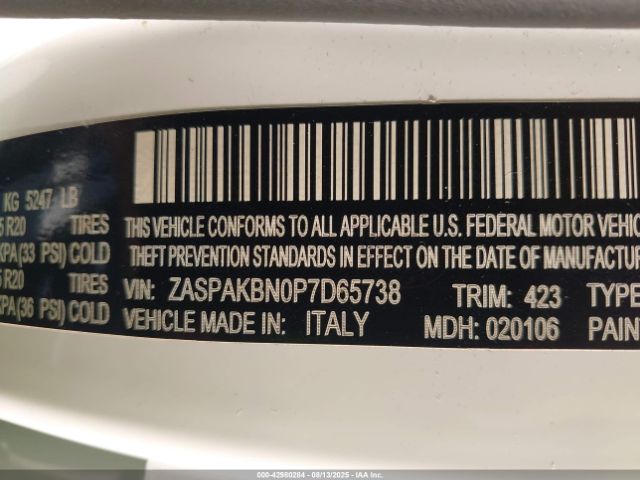 KG 5247 LB
5 R20 TIRES
KPA (33 PSI) COLD
5 R20 TIRES
KPA (36 PSI) COLD
THIS VEHICLE CONFORMS TO ALL APPLICABLE U.S. FEDERAL MOTOR VEHIC
THEFT PREVENTION STANDARDS IN EFFECT ON THE DATE OF MANUFA
VIN: ZASPAKBN0P7D65738 TRIM: 423 TYPE
VEHICLE MADE IN: ITALY MDH: 020106 PAIN
000-42980284 - 08/13/2025 - IAA Inc.